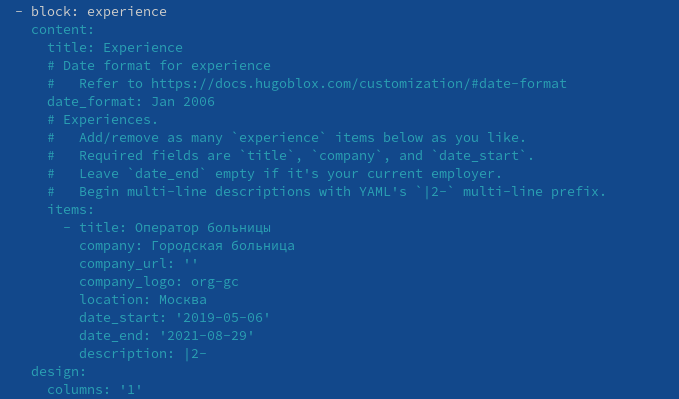 - block: experience
content:
title: Experience
# Date format for experience
#   Refer to https://docs.hugoblox.com/customization/#date-format
date_format: Jan 2006
# Experiences.
#   Add/remove as many `experience` items below as you like.
#   Required fields are `title`, `company`, and `date_start`.
#   Leave `date_end` empty if it's your current employer.
#   Begin multi-line descriptions with YAML's `|2-` multi-line prefix.
items:
- title: Оператор больницы
company: Городская больница
company_url: ''
company_logo: org-gc
location: Москва
date_start: '2019-05-06'
date_end: '2021-08-29'
description: |2-
design:
columns: '1'